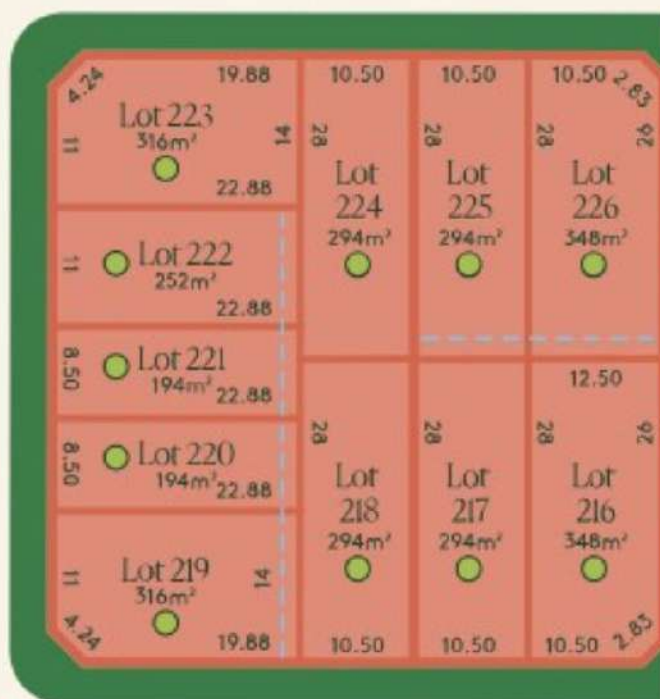 4.24
19.88
Lot 223
316m²
11
14
22.88
Lot 222
252m²
11
22.88
Lot 221
194m²
8.50
22.88
Lot 220
194m²
8.50
22.88
Lot 219
316m²
11
14
4.24
19.88
10.50
28
Lot
224
294m²
10.50
28
Lot
225
294m²
10.50
2.83
28
26
Lot
226
348m²
28
Lot
218
294m²
10.50
28
Lot
217
294m²
10.50
12.50
28
26
Lot
216
348m²
10.50
2.83